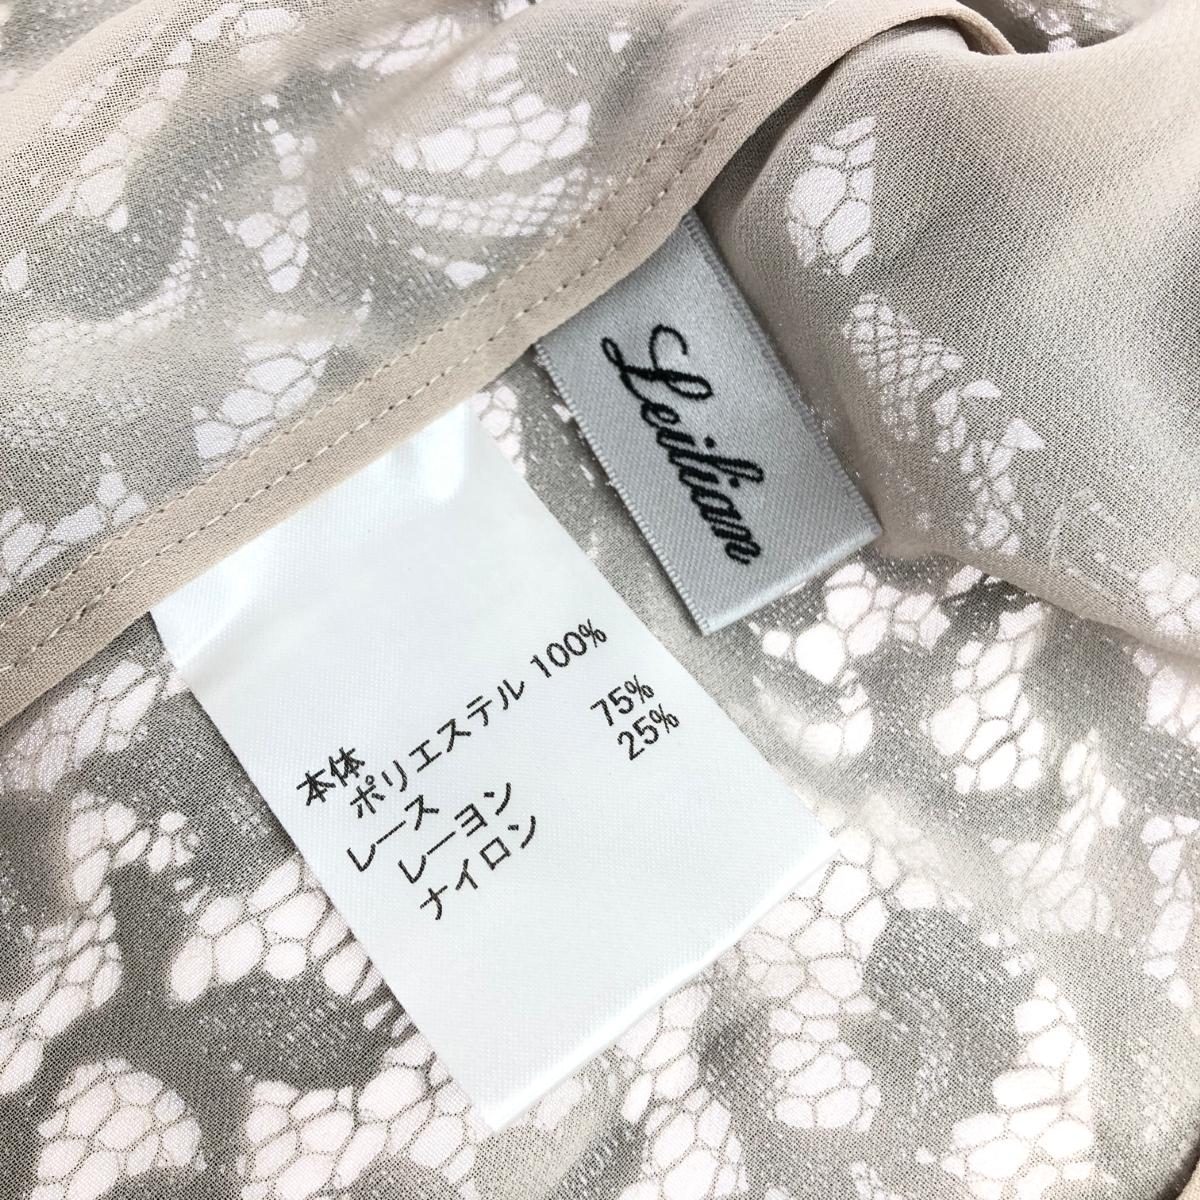 Leilian
本体
ポリエステル 100%
レース
レーヨン 75%
ナイロン 25%